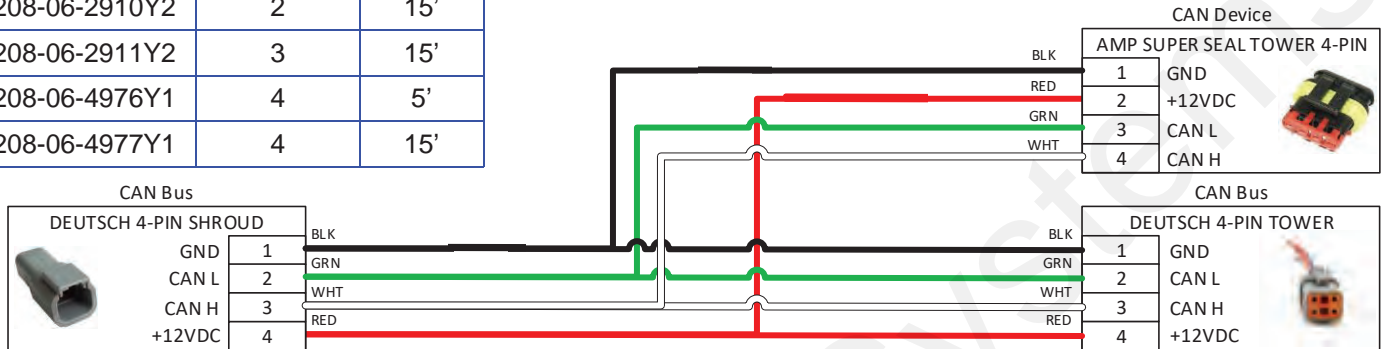 208-06-2910Y2 2 15’
208-06-2911Y2 3 15’
208-06-4976Y1 4 5’
208-06-4977Y1 4 15’
CAN Device
AMP SUPER SEAL TOWER 4-PIN
BLK 1 GND
RED 2 +12VDC
GRN 3 CAN L
WHT 4 CAN H
CAN Bus
DEUTSCH 4-PIN SHROUD
GND 1 BLK
CAN L 2 GRN
CAN H 3 WHT
+12VDC 4 RED
CAN Bus
DEUTSCH 4-PIN TOWER
BLK 1 GND
GRN 2 CAN L
WHT 3 CAN H
RED 4 +12VDC
systems